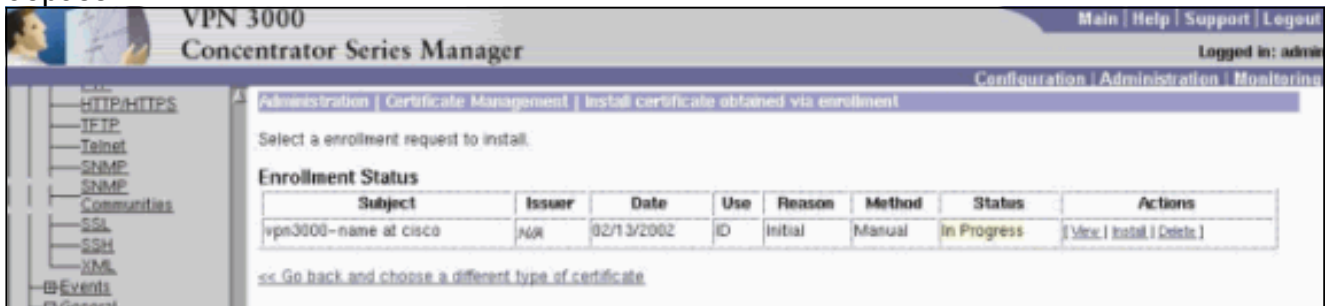 VPN 3000
Concentrator Series Manager
Main | Help | Support | Logout
Logged in: admin
Configuration | Administration | Monitoring
HTTP/HTTPS
TFTP
Telnet
SNMP
SNMP
Communities
SSL
SSH
XML
Events
General
Administration | Certificate Management | Install certificate obtained via enrollment
Select a enrollment request to install.
Enrollment Status
Subject Issuer Date Use Reason Method Status Actions
vpn3000-name at cisco N/A 02/13/2002 ID Initial Manual In Progress [ View | Install | Delete ]
<< Go back and choose a different type of certificate